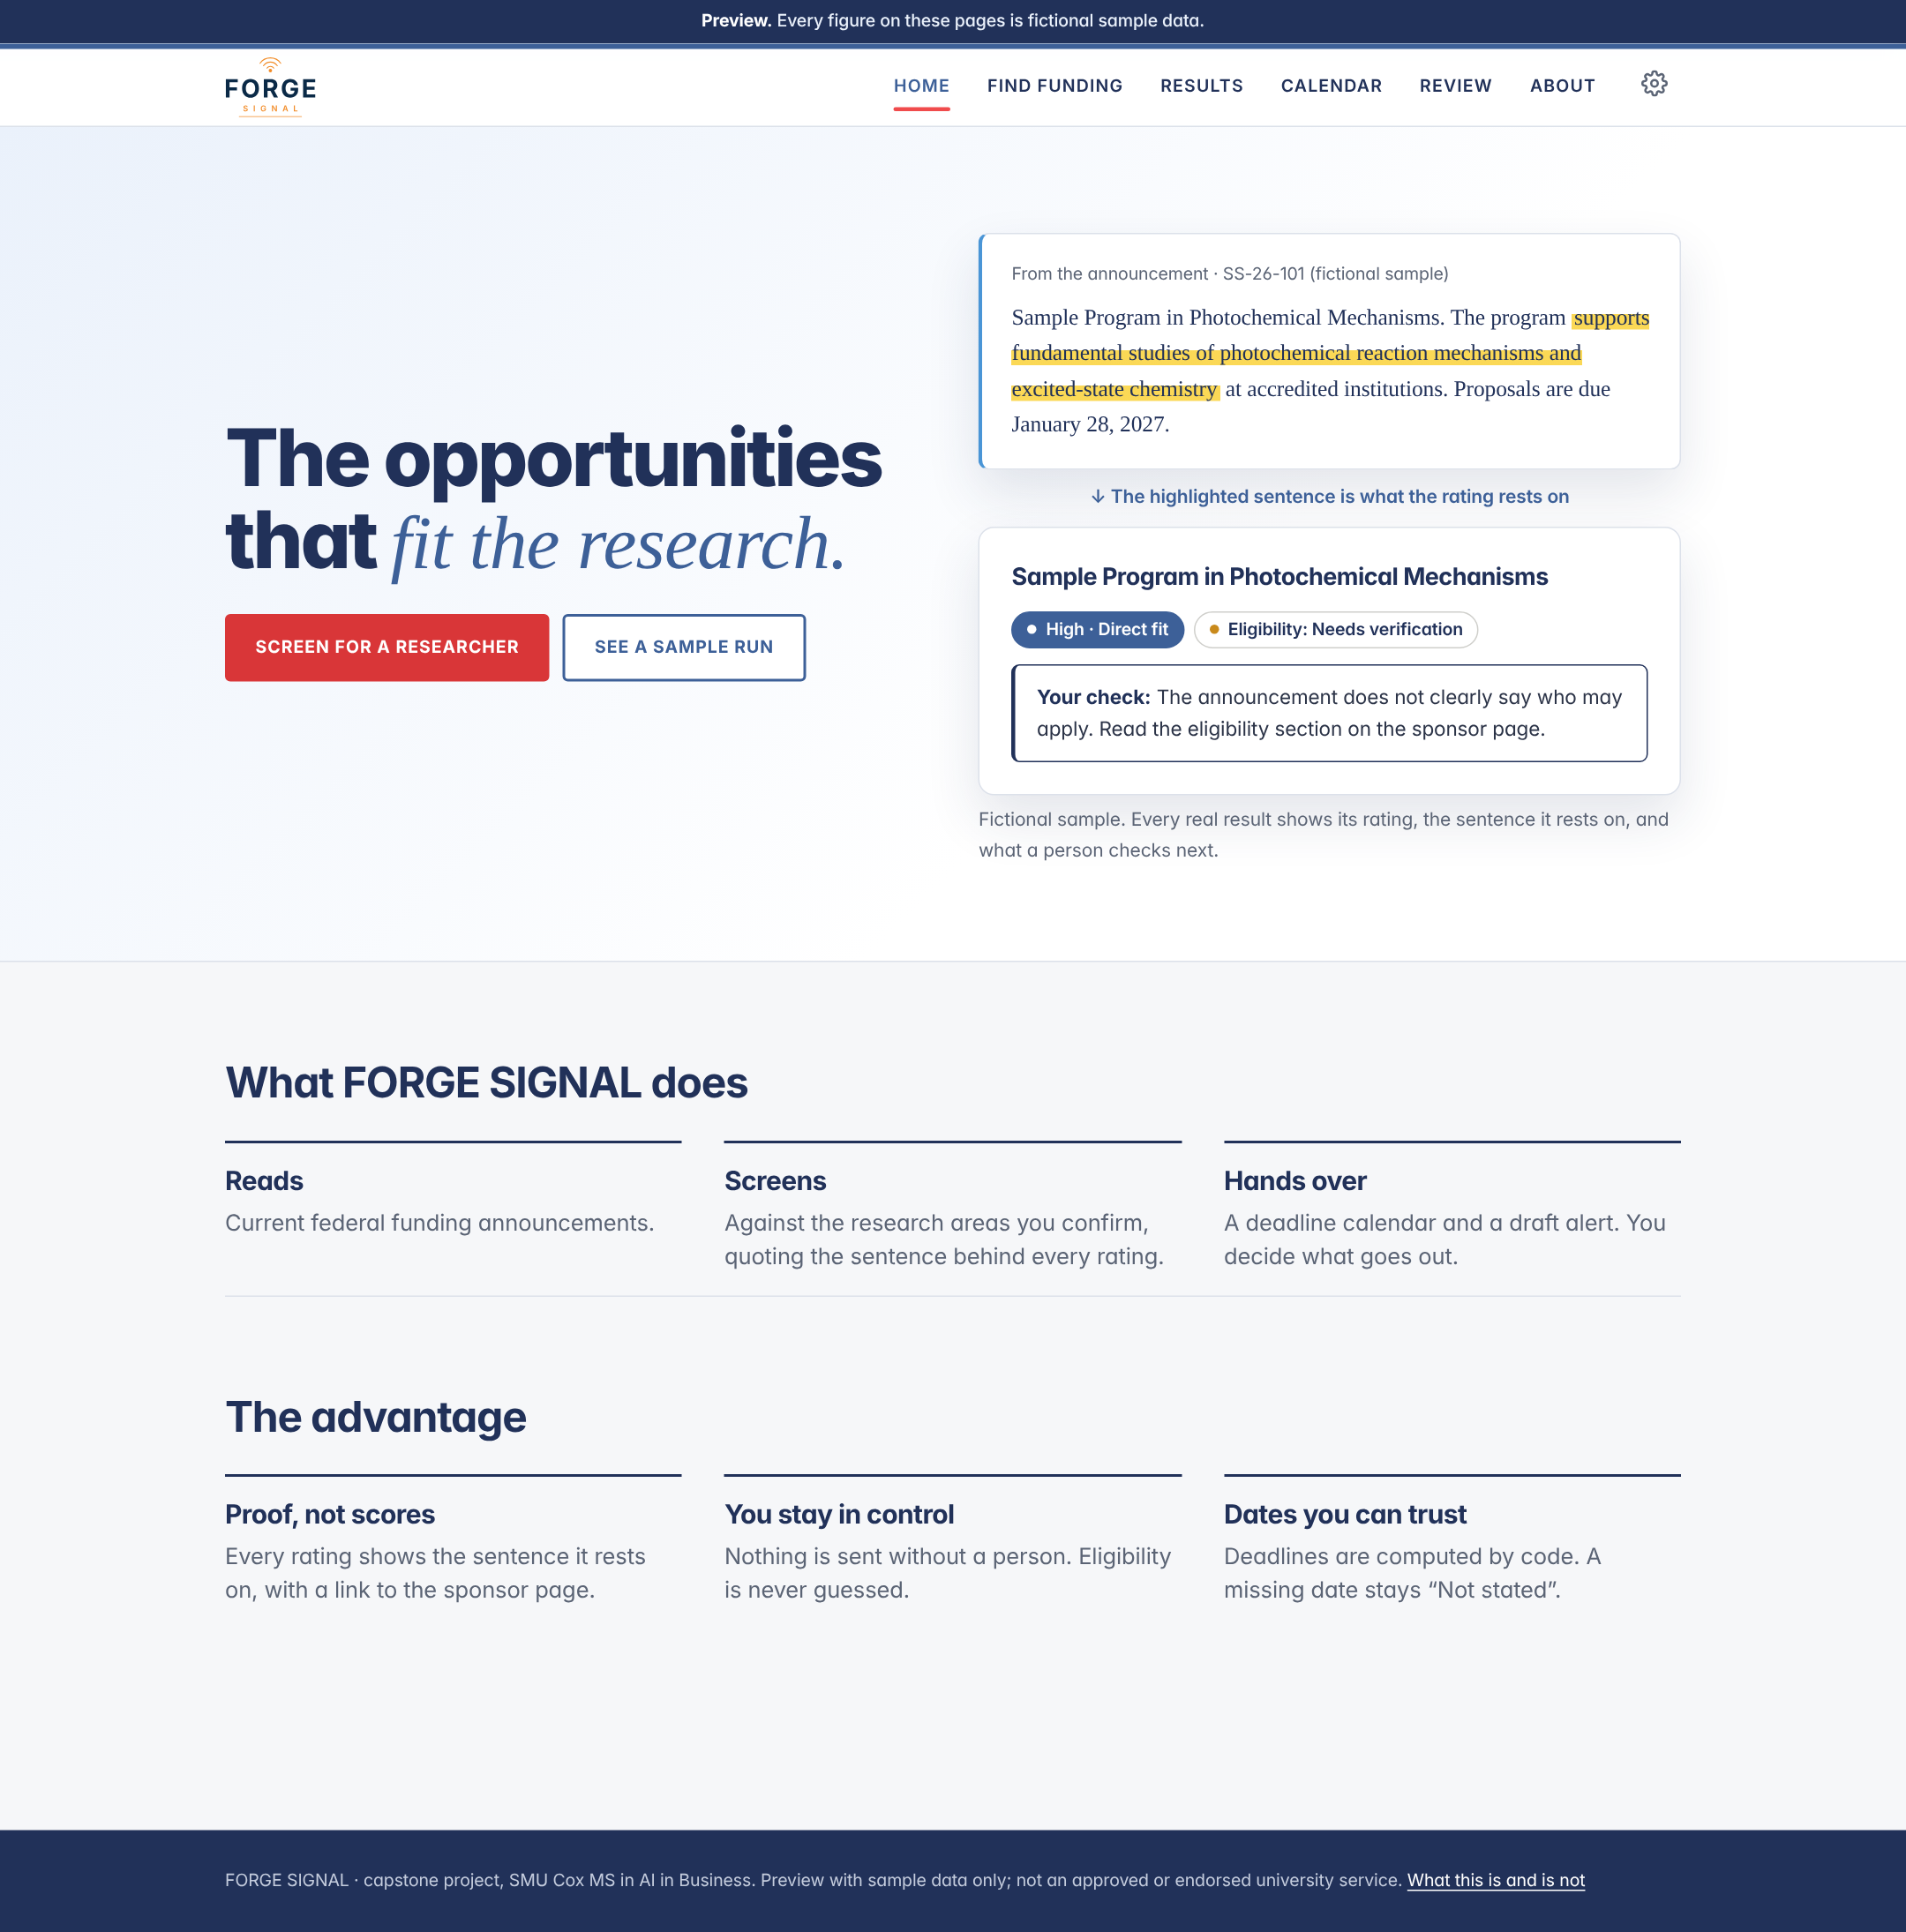 Preview. Every figure on these pages is fictional sample data.
FORGE
SIGNAL
HOME
FIND FUNDING
RESULTS
CALENDAR
REVIEW
ABOUT
The opportunities
that fit the research.
SCREEN FOR A RESEARCHER
SEE A SAMPLE RUN
From the announcement · SS-26-101 (fictional sample)
Sample Program in Photochemical Mechanisms. The program supports
fundamental studies of photochemical reaction mechanisms and
excited-state chemistry at accredited institutions. Proposals are due
January 28, 2027.
↓ The highlighted sentence is what the rating rests on
Sample Program in Photochemical Mechanisms
High · Direct fit
Eligibility: Needs verification
Your check: The announcement does not clearly say who may
apply. Read the eligibility section on the sponsor page.
Fictional sample. Every real result shows its rating, the sentence it rests on, and
what a person checks next.
What FORGE SIGNAL does
Reads
Current federal funding announcements.
Screens
Against the research areas you confirm,
quoting the sentence behind every rating.
Hands over
A deadline calendar and a draft alert. You
decide what goes out.
The advantage
Proof, not scores
Every rating shows the sentence it rests
on, with a link to the sponsor page.
You stay in control
Nothing is sent without a person. Eligibility
is never guessed.
Dates you can trust
Deadlines are computed by code. A
missing date stays “Not stated”.
FORGE SIGNAL · capstone project, SMU Cox MS in AI in Business. Preview with sample data only; not an approved or endorsed university service. What this is and is not